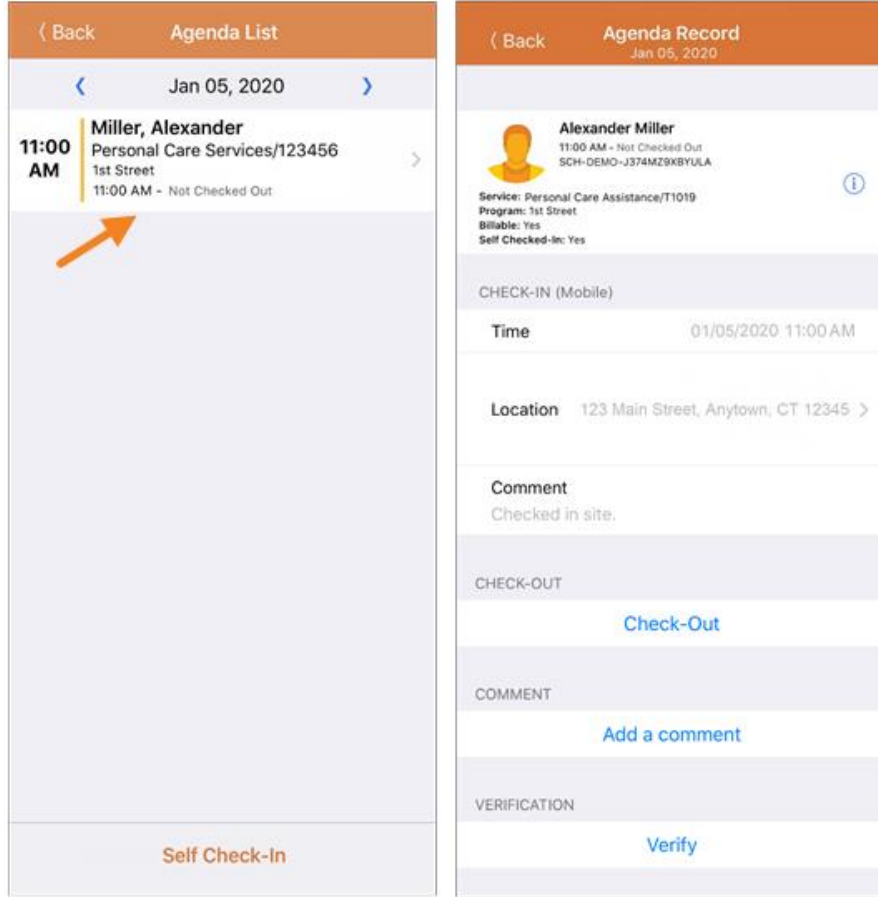 Back Agenda List
Jan 05, 2020
11:00 AM
Miller, Alexander
Personal Care Services/123456
1st Street
11:00 AM - Not Checked Out
Self Check-In
Back Agenda Record
Jan 05, 2020
Alexander Miller
11:00 AM - Not Checked Out
SCH-DEMO-J374MZ9XBYULA
Service: Personal Care Assistance/T1019
Program: 1st Street
Billable: Yes
Self Checked-In: Yes
CHECK-IN (Mobile)
Time 01/05/2020 11:00 AM
Location 123 Main Street, Anytown, CT 12345
Comment
Checked in site.
CHECK-OUT
Check-Out
COMMENT
Add a comment
VERIFICATION
Verify